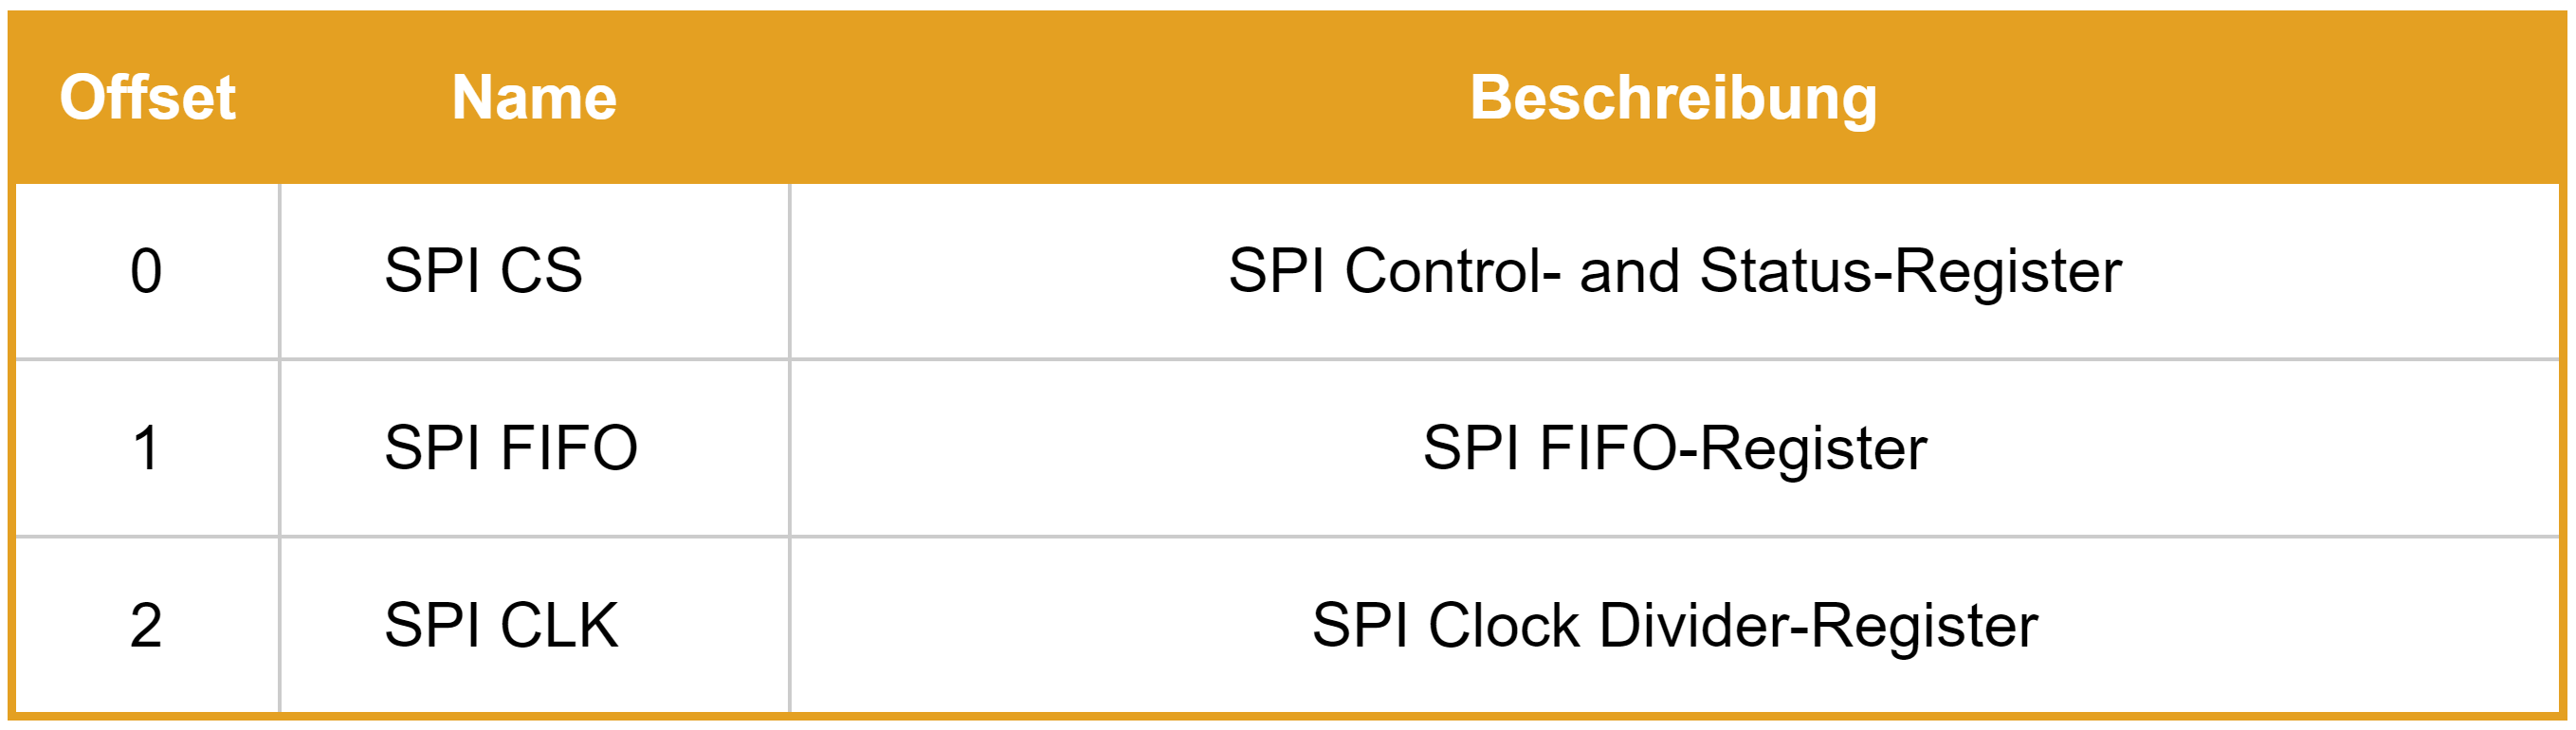 Offset Name Beschreibung
0 SPI CS SPI Control- and Status-Register
1 SPI FIFO SPI FIFO-Register
2 SPI CLK SPI Clock Divider-Register